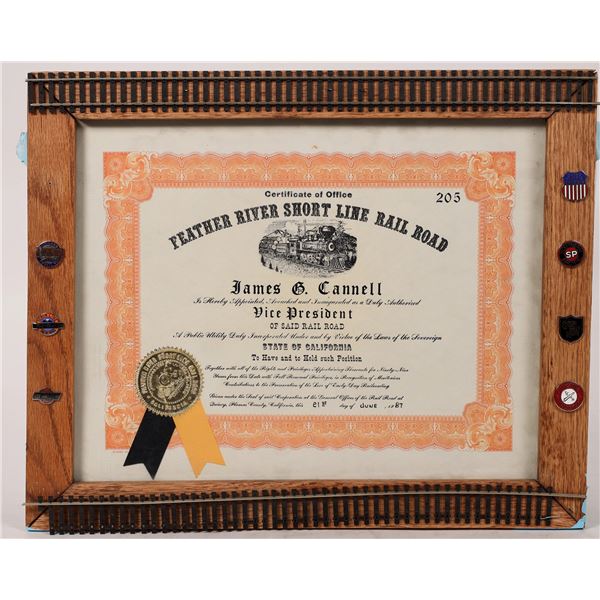 Certificate of Office
205
FEATHER RIVER SHORT LINE RAIL ROAD
James G. Cannell
Is Hereby Appointed, and Inaugurated as a Duly Authorized
Vice President
OF SAID RAIL ROAD
A Public Utility Duly Incorporated Under and by Virtue of the Laws of the Sovereign
STATE OF CALIFORNIA
To Have and to Hold such Position
Together with all of the Rights and Privileges Appertaining Thereunto for Ninety-Nine
Years from this Date with Full Renewal Privileges, in Recognition of Meritorious
Contributions to the Preservation of the Lore of Early-Day Railroading
Given under the Seal of said Corporation at the General Offices of the Rail Road at
Quincy, Plumas County, California, this 21st day of June, 1987
SP